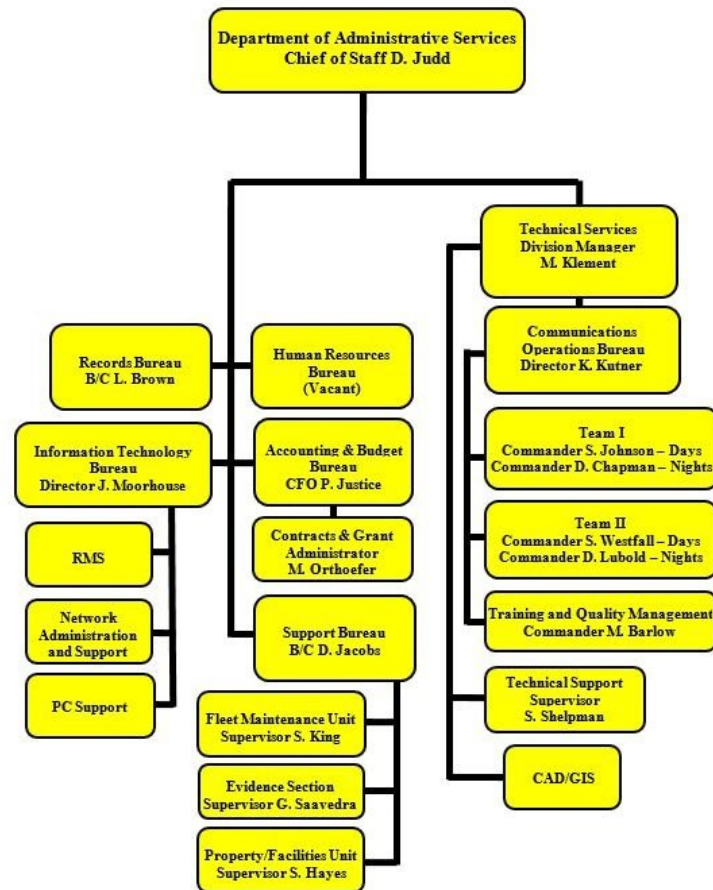 Department of Administrative Services
Chief of Staff D. Judd
Technical Services
Division Manager
M. Klement
Communications
Operations Bureau
Director K. Kutner
Records Bureau
B/C L. Brown
Human Resources
Bureau
(Vacant)
Information Technology
Bureau
Director J. Moorhouse
Accounting & Budget
Bureau
CFO P. Justice
Team I
Commander S. Johnson – Days
Commander D. Chapman – Nights
RMS
Contracts & Grant
Administrator
M. Orthoefer
Team II
Commander S. Westfall – Days
Commander D. Lubold – Nights
Network
Administration
and Support
Support Bureau
B/C D. Jacobs
Training and Quality Management
Commander M. Barlow
PC Support
Fleet Maintenance Unit
Supervisor S. King
Technical Support
Supervisor
S. Shelpman
Evidence Section
Supervisor G. Saavedra
CAD/GIS
Property/Facilities Unit
Supervisor S. Hayes